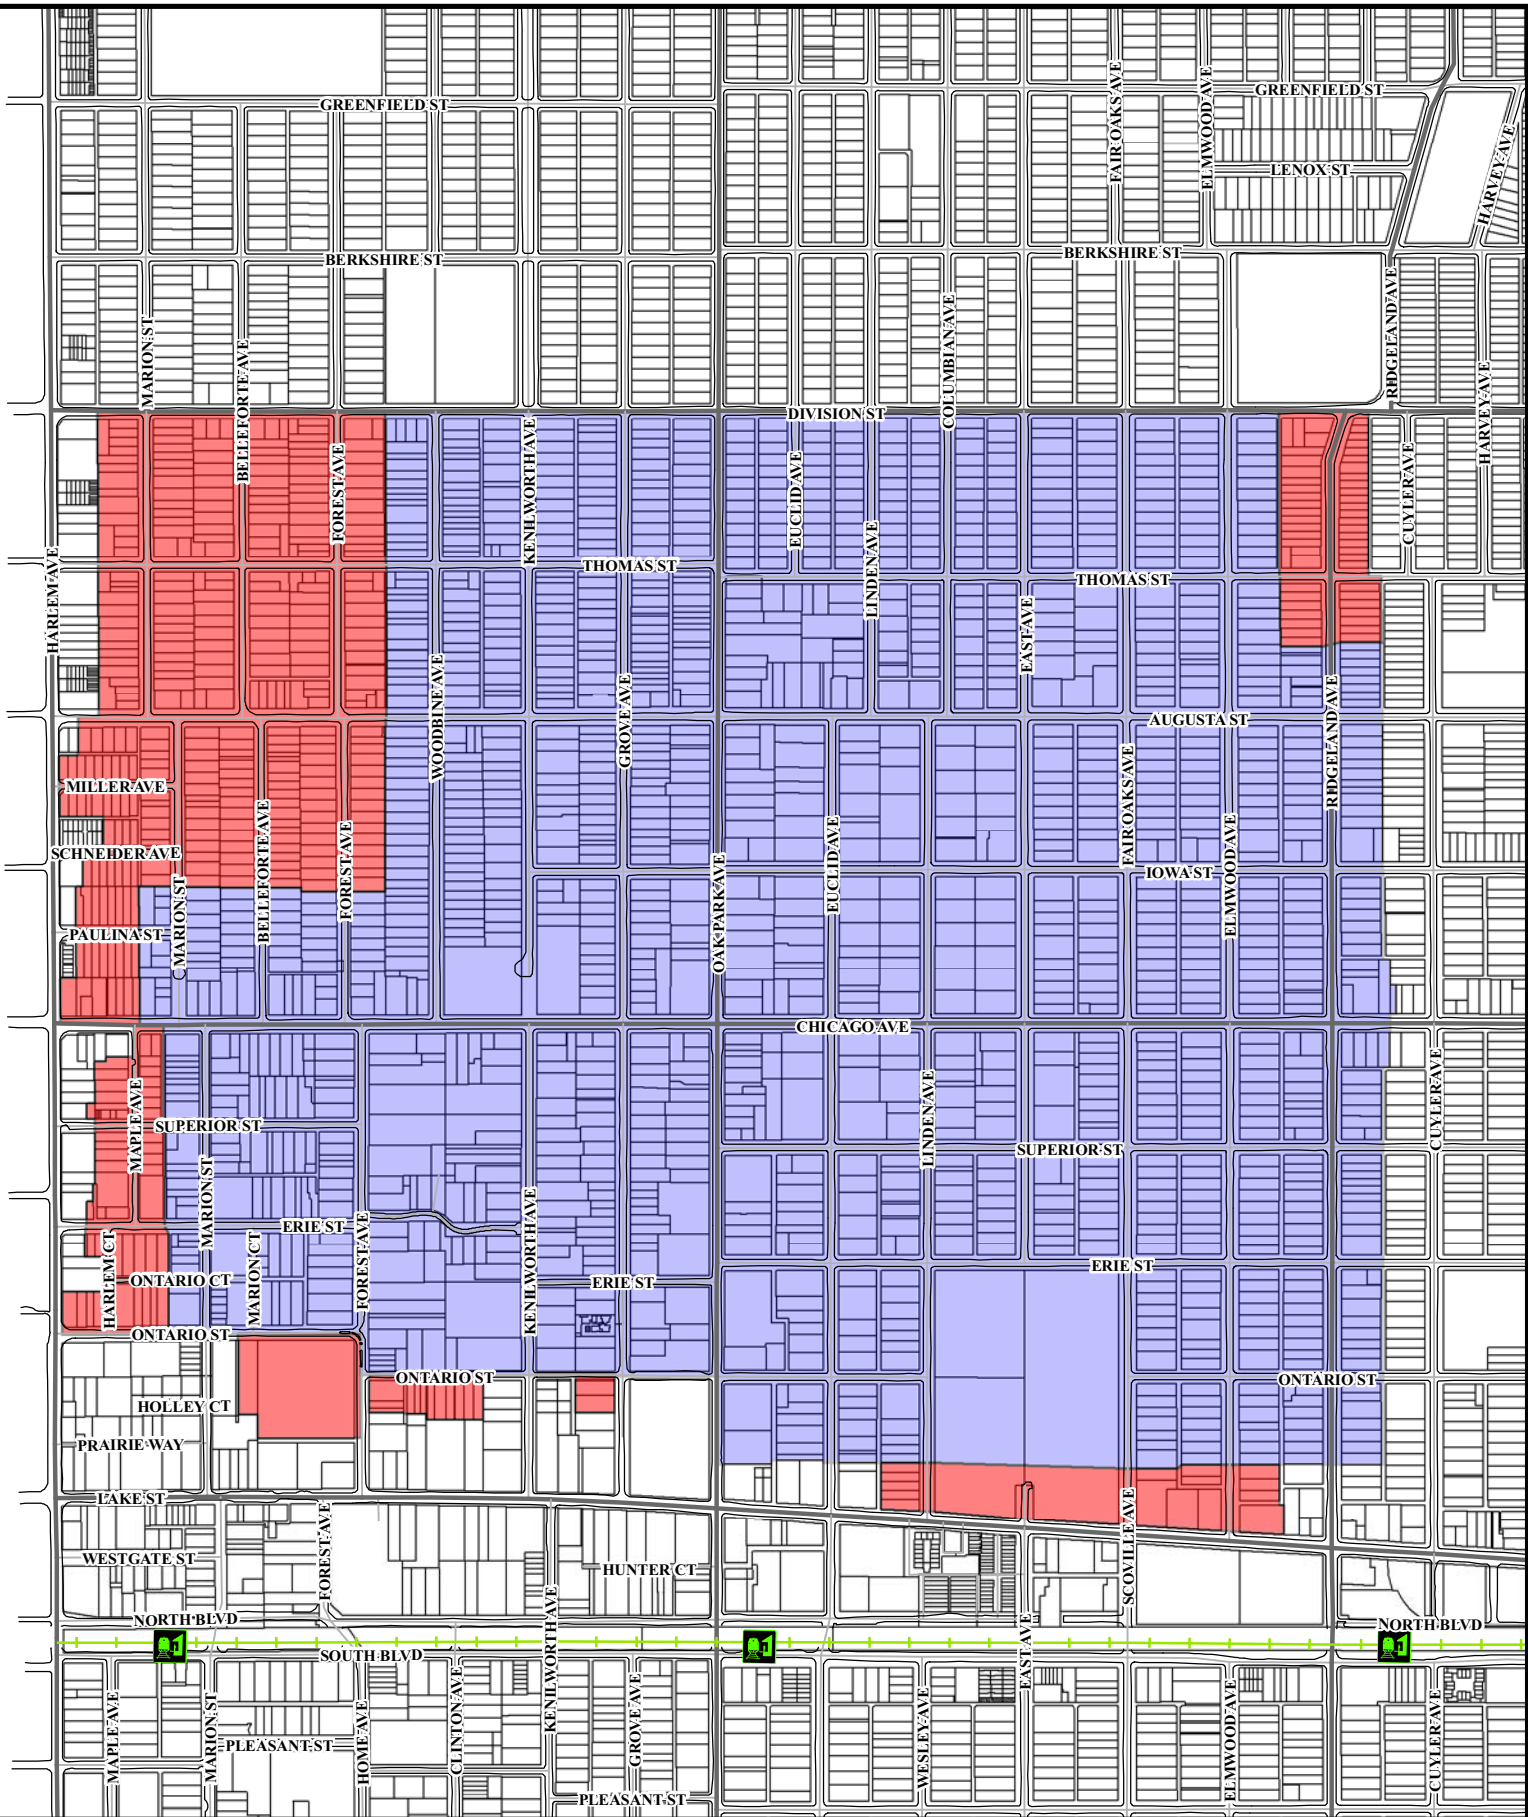 GREENFIELD ST
GREENFIELD ST
FAIR OAKS AVE
ELMWOOD AVE
HARVEY AVE
LENOX ST
BERKSHIRE ST
BERKSHIRE ST
MARION ST
BELLEFORTE AVE
COLUMBIAN AVE
RIDGELAND AVE
HARVEY AVE
DIVISION ST
FOREST AVE
KENILWORTH AVE
EUCLID AVE
CUYLER AVE
HARLEM AVE
THOMAS ST
LINDEN AVE
THOMAS ST
EAST AVE
WOODBINE AVE
GROVE AVE
AUGUSTA ST
RIDGELAND AVE
MILLER AVE
FAIR OAKS AVE
SCHNEIDER AVE
BELLEFORTE AVE
FOREST AVE
EUCLID AVE
OAK PARK AVE
IOWA ST
ELMWOOD AVE
MARION ST
PAULINA ST
CHICAGO AVE
MAPLE AVE
SUPERIOR ST
LINDEN AVE
SUPERIOR ST
CUYLER AVE
MARION ST
ERIE ST
FOREST AVE
KENILWORTH AVE
HARLEM CT
MARION CT
ONTARIO CT
ERIE ST
ERIE ST
ONTARIO ST
ONTARIO ST
ONTARIO ST
HOLLEY CT
PRAIRIE WAY
LAKE ST
FOREST AVE
SCOVILLE AVE
WESTGATE ST
HUNTER CT
KENILWORTH AVE
NORTH BLVD
NORTH BLVD
EAST AVE
SOUTH BLVD
MAPLE AVE
MARION ST
HOME AVE
CLINTON AVE
GROVE AVE
WESLEY AVE
ELMWOOD AVE
CUYLER AVE
PLEASANT ST
PLEASANT ST